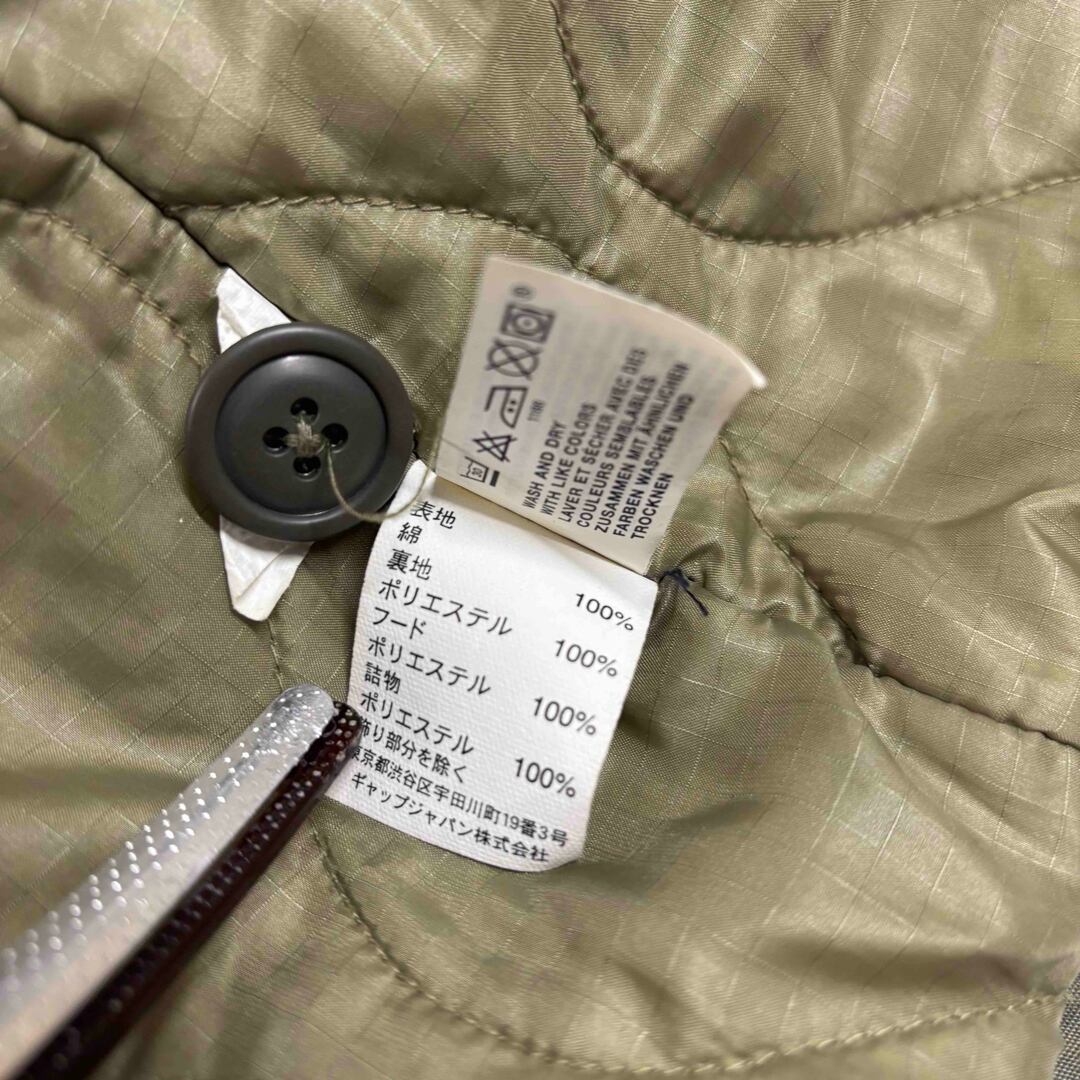 WASH AND DRY
WITH LIKE COLORS
LAVER ET SÉCHER AVEC DES
COULEURS SEMBLABLES
ZUSAMMEN MIT ÄHNLICHEN
FARBEN WASCHEN UND
TROCKNEN
30
表地
綿 100%
裏地
ポリエステル 100%
フード
ポリエステル 100%
詰物
ポリエステル 100%
飾り部分を除く
東京都渋谷区宇田川町19番3号
ギャップジャパン株式会社